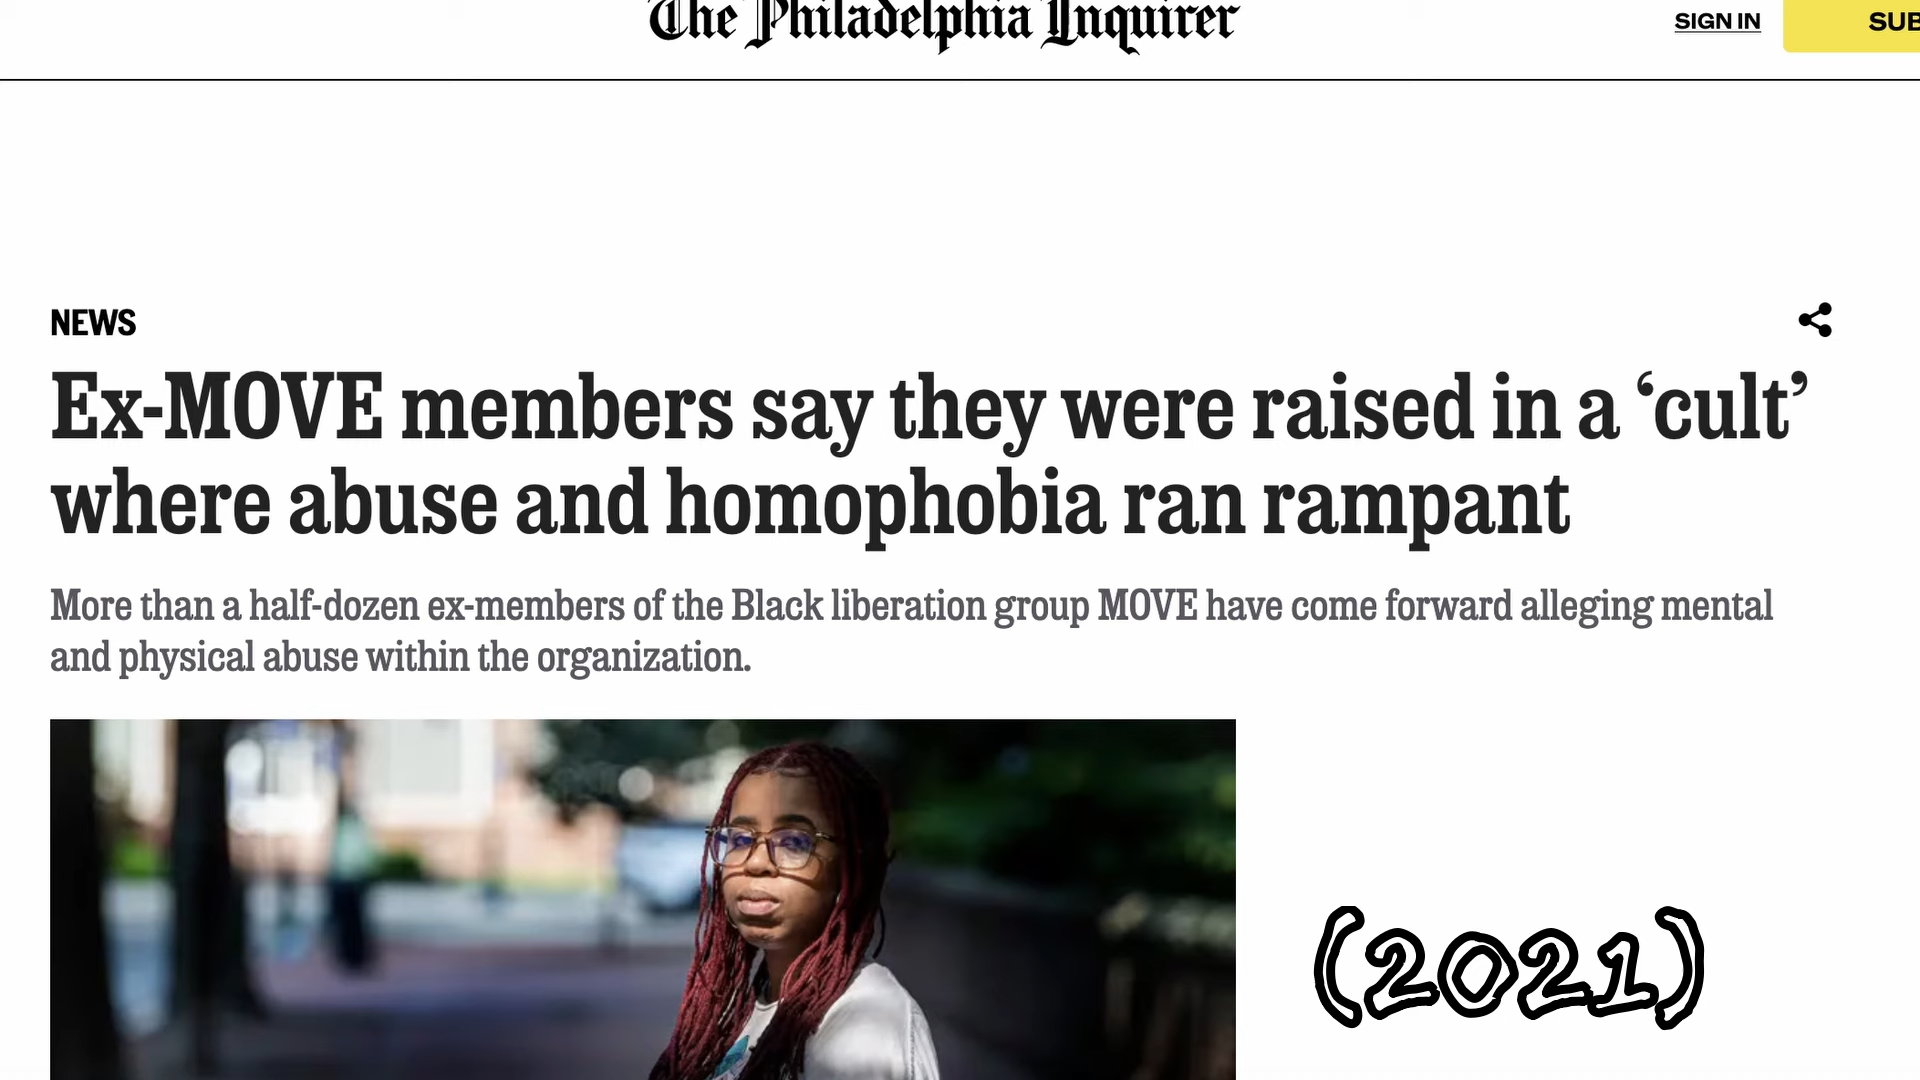 The Philadelphia Inquirer
SIGN IN
SUB
NEWS
Ex-MOVE members say they were raised in a ‘cult’
where abuse and homophobia ran rampant
More than a half-dozen ex-members of the Black liberation group MOVE have come forward alleging mental
and physical abuse within the organization.
(2021)